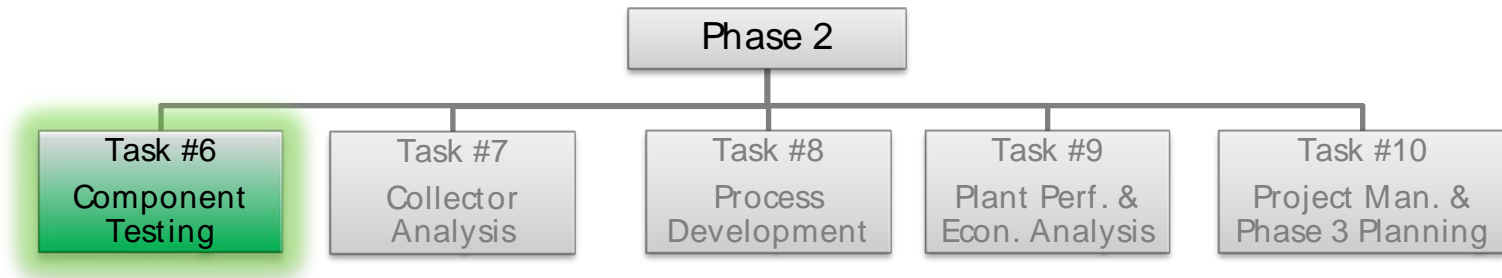 Phase 2
Task #6
Component
Testing
Task #7
Collector
Analysis
Task #8
Process
Development
Task #9
Plant Perf. &
Econ. Analysis
Task #10
Project Man. &
Phase 3 Planning